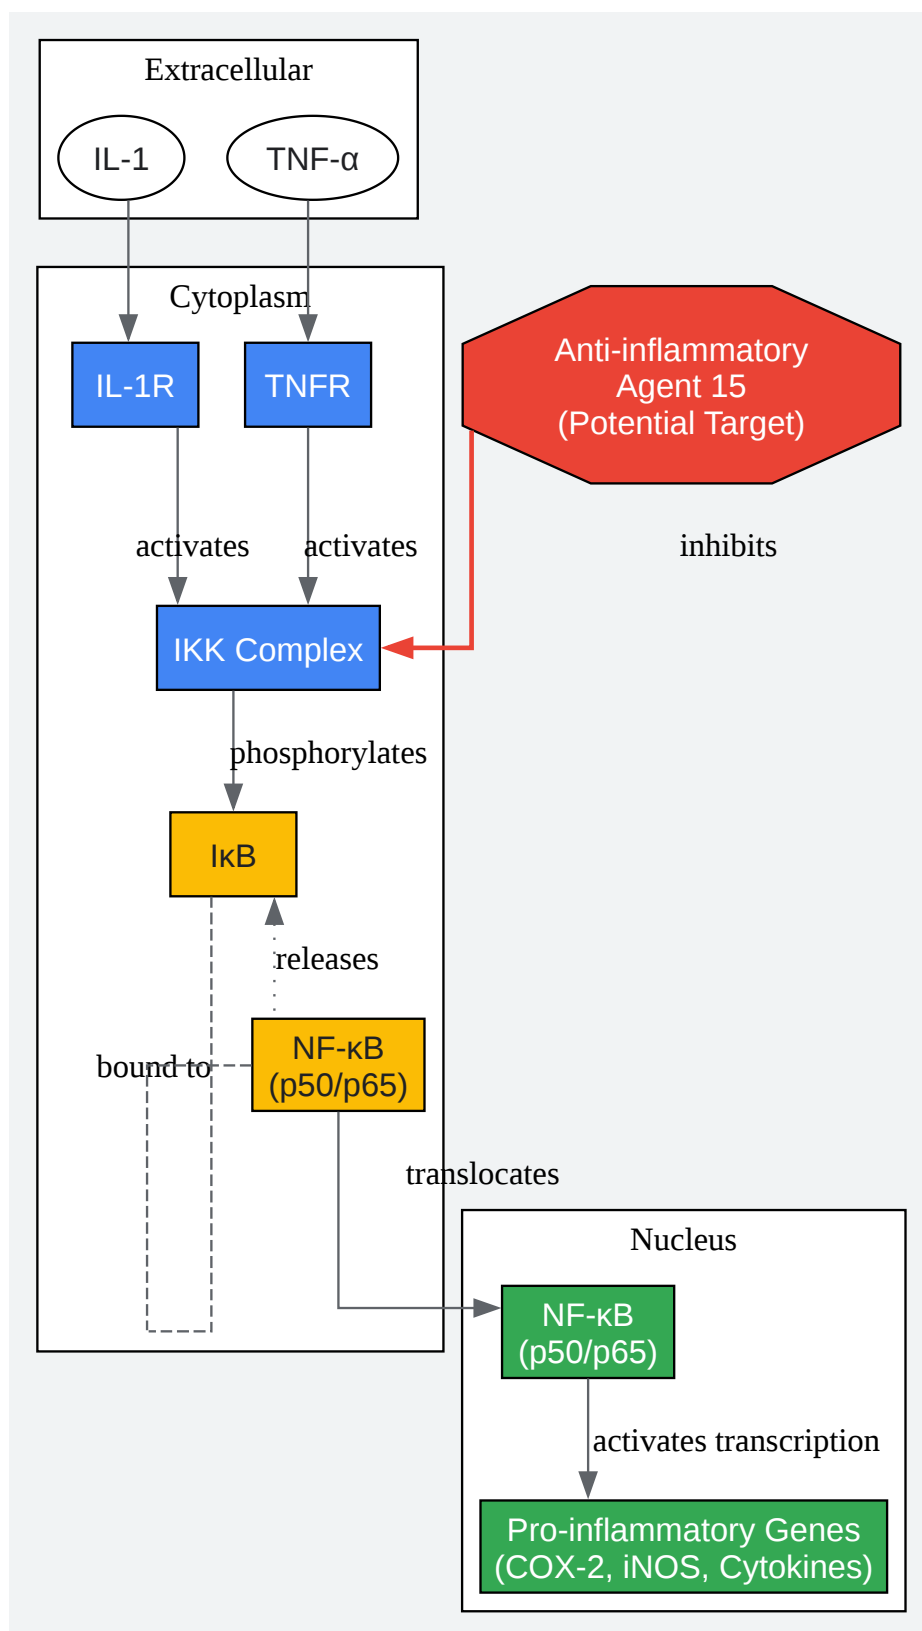 Extracellular
IL-1
TNF-α
Cytoplasm
IL-1R
TNFR
Anti-inflammatory
Agent 15
(Potential Target)
activates
activates
inhibits
IKK Complex
phosphorylates
IκB
releases
NF-κB
(p50/p65)
bound to
translocates
Nucleus
NF-κB
(p50/p65)
activates transcription
Pro-inflammatory Genes
(COX-2, iNOS, Cytokines)